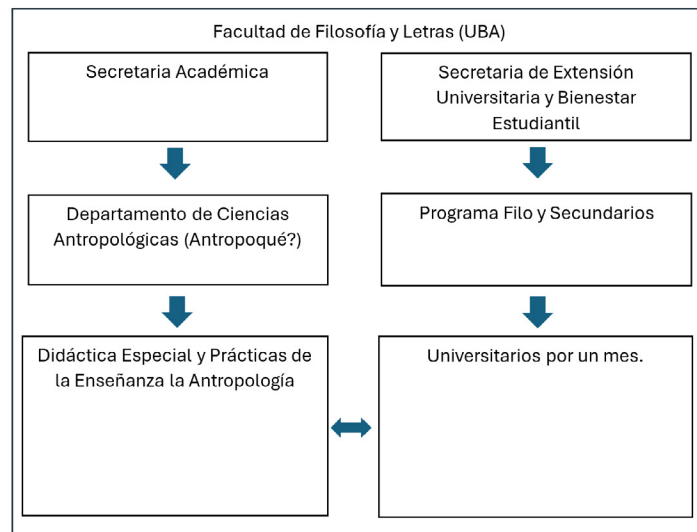 Facultad de Filosofía y Letras (UBA)
Secretaria Académica
Secretaria de Extensión
Universitaria y Bienestar
Estudiantil
Departamento de Ciencias
Antropológicas (Antropoqué?)
Programa Filo y Secundarios
Didáctica Especial y Prácticas de
la Enseñanza la Antropología
Universitarios por un mes.